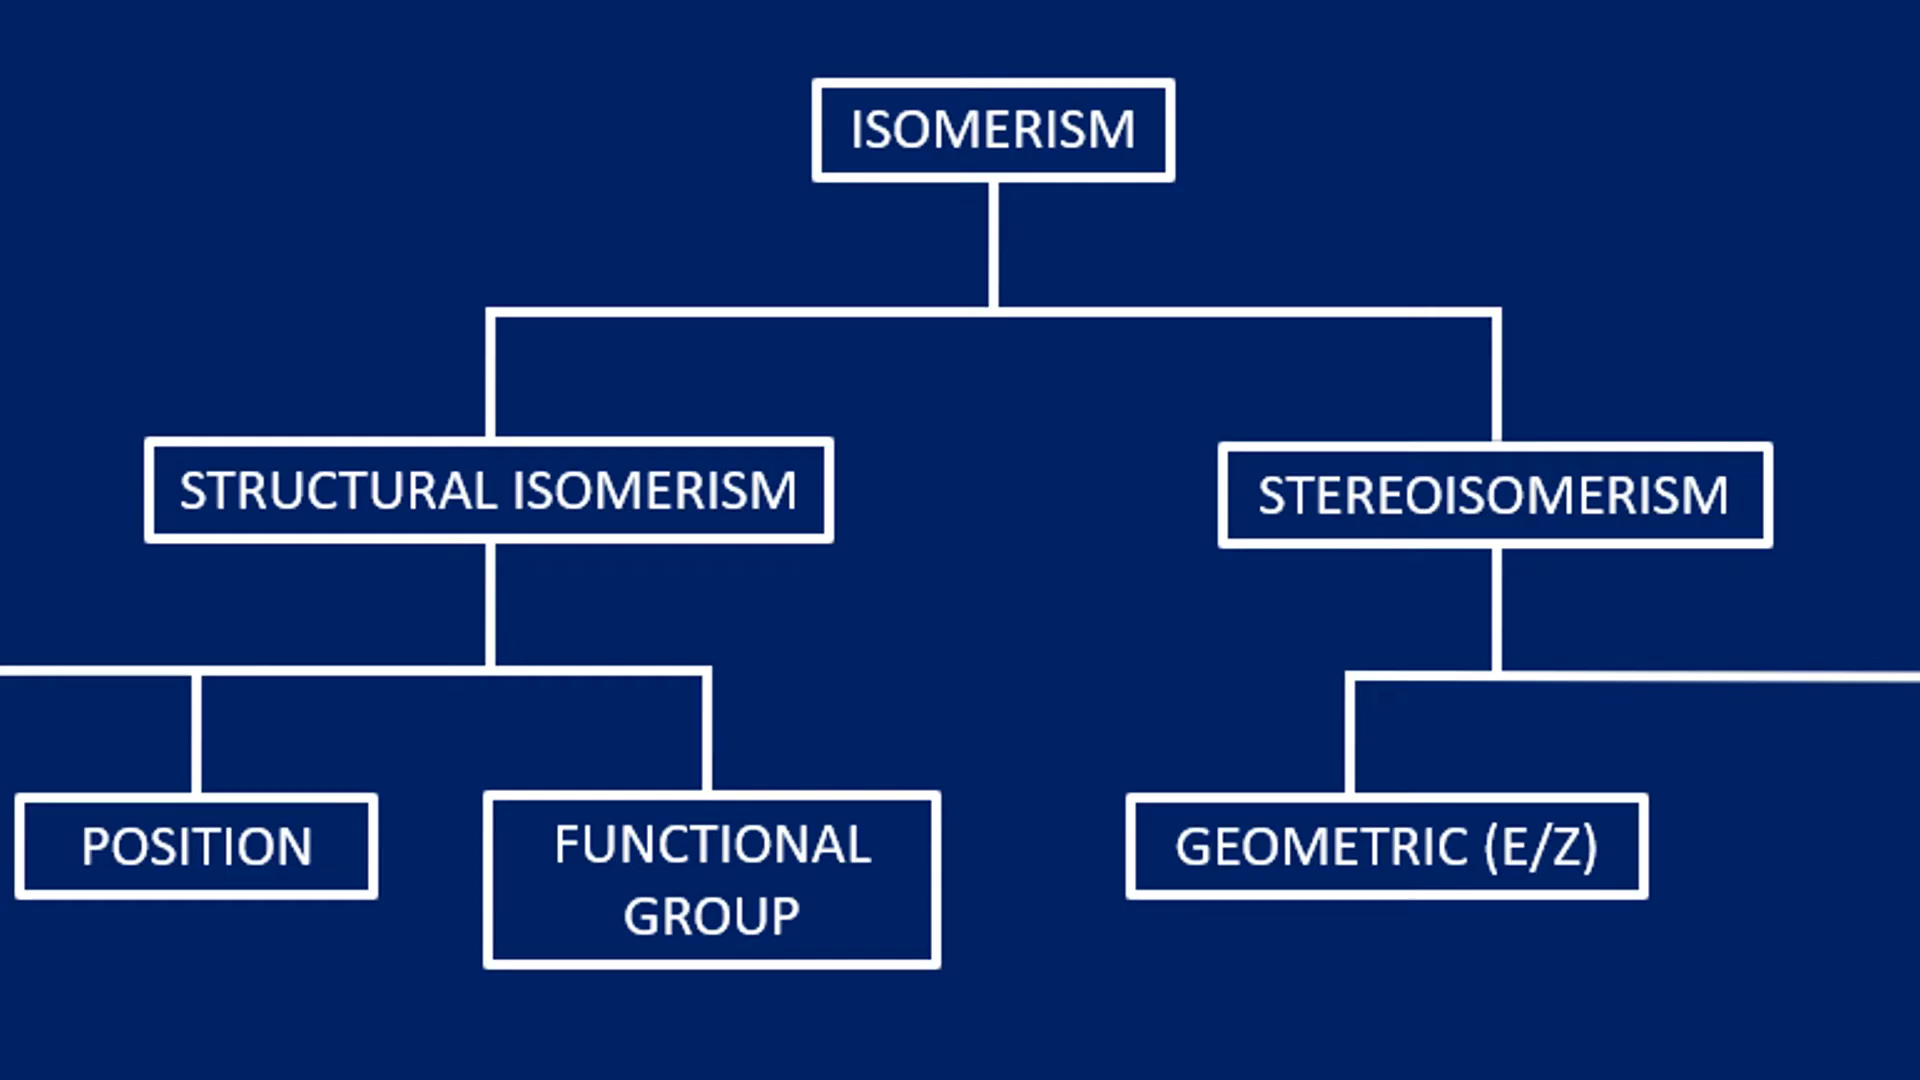 ISOMERISM
STRUCTURAL ISOMERISM
STEREOISOMERISM
POSITION
FUNCTIONAL
GROUP
GEOMETRIC (E/Z)